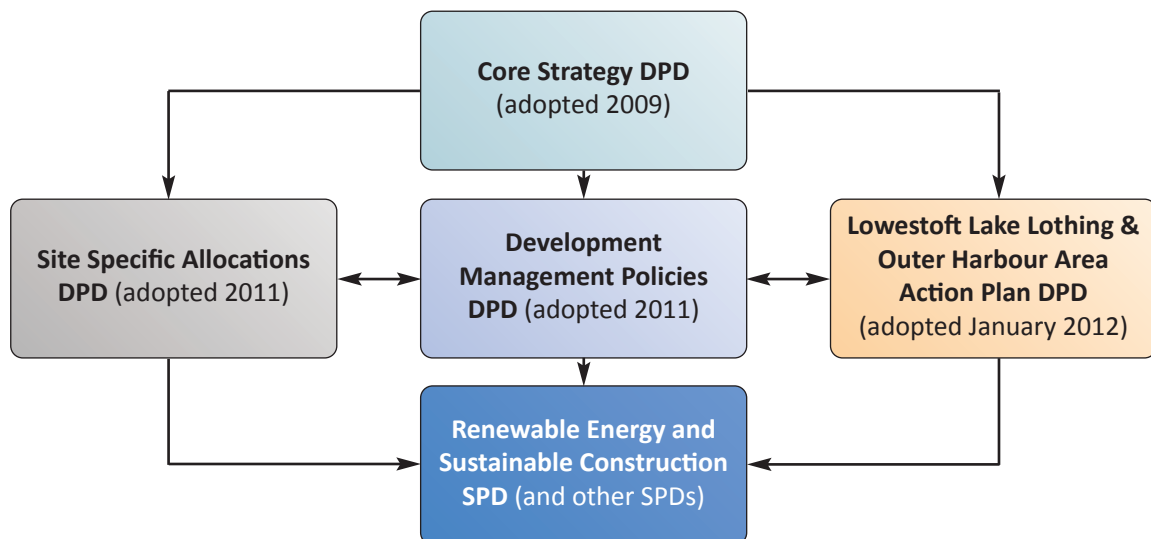 Core Strategy DPD
(adopted 2009)
Site Specific Allocations
DPD (adopted 2011)
Development
Management Policies
DPD (adopted 2011)
Lowestoft Lake Lothing &
Outer Harbour Area
Action Plan DPD
(adopted January 2012)
Renewable Energy and
Sustainable Construction
SPD (and other SPDs)